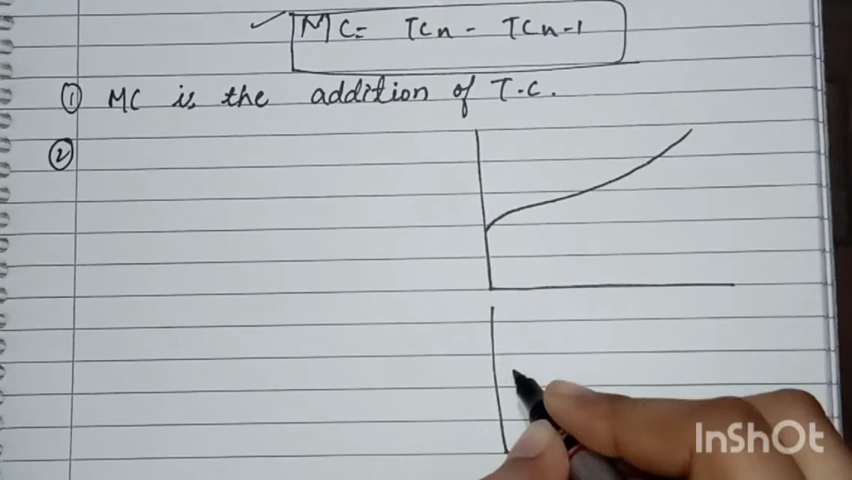 MC = TCn - TCn-1
① MC is the addition of T.C.
②
InShOt